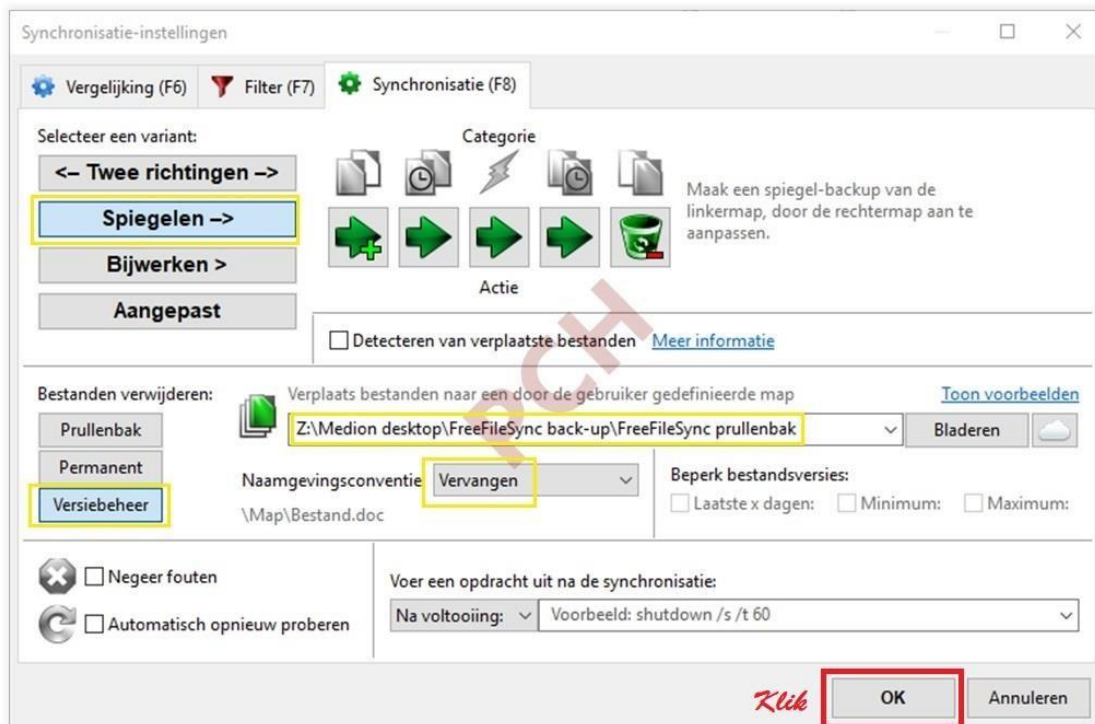 Synchronisatie-instellingen
Vergelijking (F6)
Filter (F7)
Synchronisatie (F8)
Selecteer een variant:
<– Twee richtingen –>
Spiegelen –>
Bijwerken >
Aangepast
Categorie
Actie
Maak een spiegel-backup van de
linkermap, door de rechtermap aan te
aanpassen.
Detecteren van verplaatste bestanden Meer informatie
Bestanden verwijderen:
Prullenbak
Permanent
Versiebeheer
Verplaats bestanden naar een door de gebruiker gedefinieerde map
Toon voorbeelden
Z:\Medion desktop\FreeFileSync back-up\FreeFileSync prullenbak
Bladeren
Naamgevingsconventie
Vervangen
\Map\Bestand.doc
Beperk bestandsversies:
Laatste x dagen:
Minimum:
Maximum:
Negeer fouten
Automatisch opnieuw proberen
Voer een opdracht uit na de synchronisatie:
Na voltooiing:
Voorbeeld: shutdown /s /t 60
PCH
Klik
OK
Annuleren